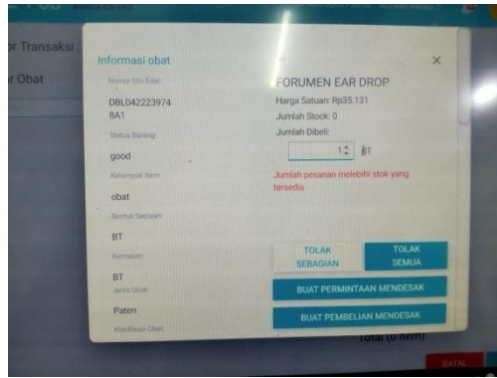 or Transaksi :
or Obat
Informasi obat
Nomor Izin Edar:
DBL042223974
8A1
Status Barang:
good
Kelompok Item:
obat
Bentuk Sediaan:
BT
Kemasan:
BT
Jenis Obat:
Paten
Klasifikasi Obat:
×
FORUMEN EAR DROP
Harga Satuan: Rp35.131
Jumlah Stock: 0
Jumlah Dibeli:
1 BT
Jumlah pesanan melebihi stok yang
tersedia
TOLAK
SEBAGIAN
TOLAK
SEMUA
BUAT PERMINTAAN MENDESAK
BUAT PEMBELIAN MENDESAK
Total (0 item)
BATAL